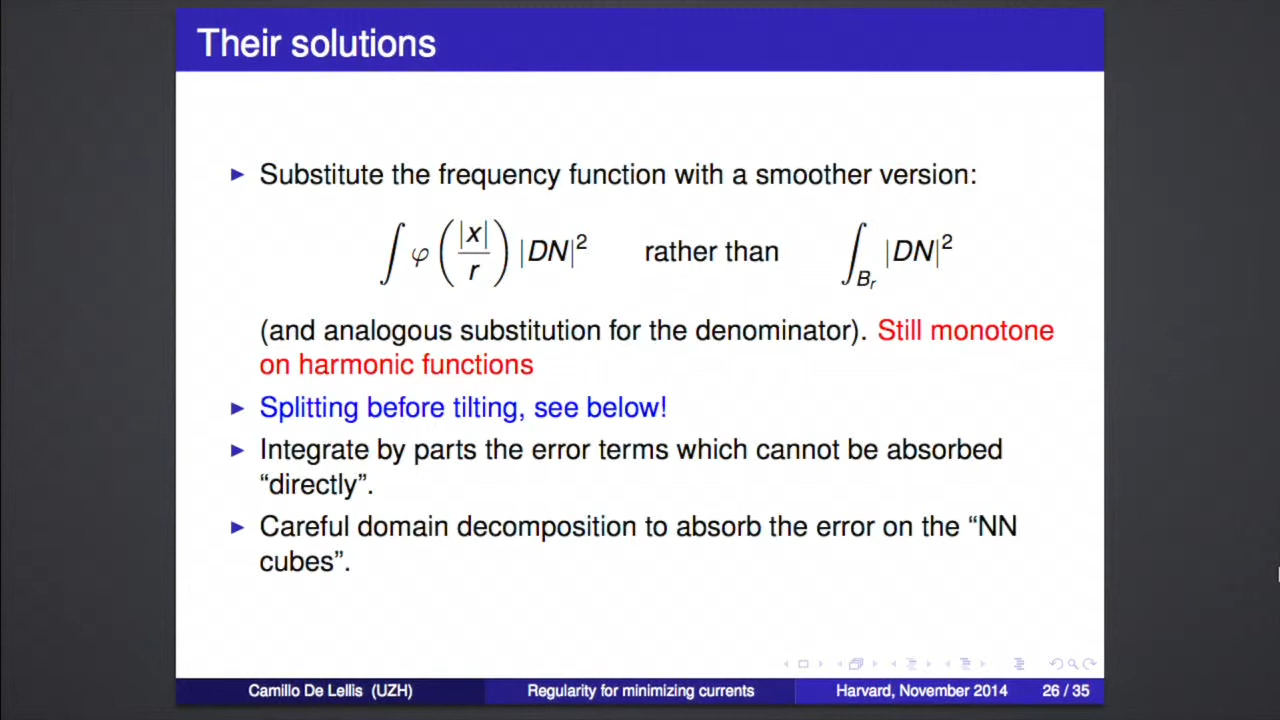 Their solutions
▶ Substitute the frequency function with a smoother version:
∫ φ (|x|/r) |DN|² rather than ∫_{B_r} |DN|²
(and analogous substitution for the denominator). Still monotone
on harmonic functions
▶ Splitting before tilting, see below!
▶ Integrate by parts the error terms which cannot be absorbed
“directly”.
▶ Careful domain decomposition to absorb the error on the “NN
cubes”.
Camillo De Lellis (UZH) Regularity for minimizing currents Harvard, November 2014 26 / 35